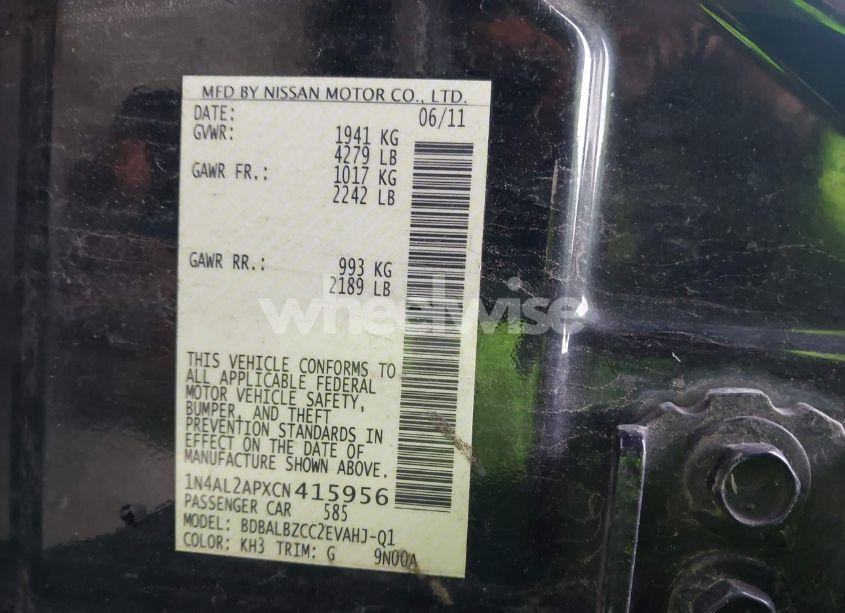 MFD BY NISSAN MOTOR CO., LTD.
DATE: 06/11
GVWR: 1941 KG
4279 LB
GAWR FR.: 1017 KG
2242 LB
GAWR RR.: 993 KG
2189 LB
wheelwise
THIS VEHICLE CONFORMS TO
ALL APPLICABLE FEDERAL
MOTOR VEHICLE SAFETY,
BUMPER, AND THEFT
PREVENTION STANDARDS IN
EFFECT ON THE DATE OF
MANUFACTURE SHOWN ABOVE.
1N4AL2APXCN415956
PASSENGER CAR 585
MODEL: BDBALBZCC2EVAHJ-Q1
COLOR: KH3 TRIM: G 9N00A